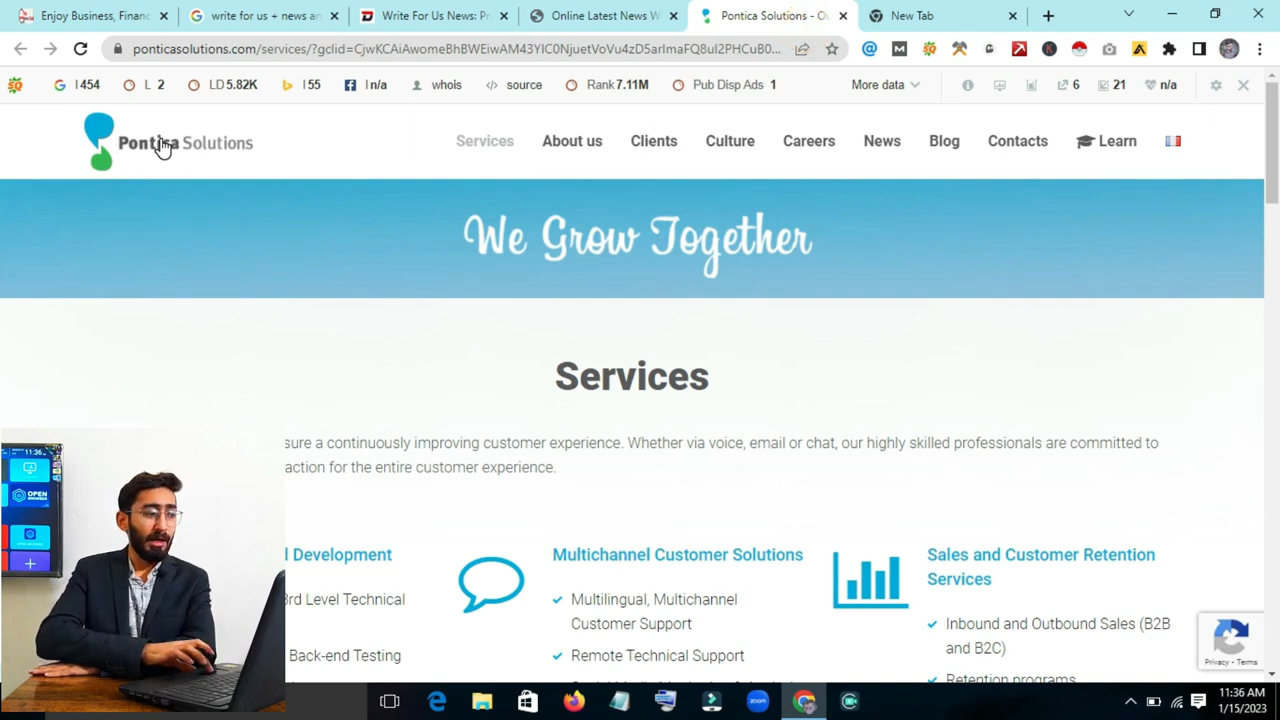 Enjoy Business, Financ
write for us + news an
Write For Us News: Pr
Online Latest News W
Pontica Solutions - Ou
New Tab
ponticasolutions.com/services/?gclid=CjwKCAiAwomeBhBWEiwAM43YIC0NjuetVoVu4zD5arImaFQ8uI2PHCuB0...
I 454
L 2
LD 5.82K
I 55
I n/a
whois
source
Rank 7.11M
Pub Disp Ads 1
More data
6
21
n/a
Pontica Solutions
Services
About us
Clients
Culture
Careers
News
Blog
Contacts
Learn
We Grow Together
Services
sure a continuously improving customer experience. Whether via voice, email or chat, our highly skilled professionals are committed to
action for the entire customer experience.
d Development
Multichannel Customer Solutions
Sales and Customer Retention
Services
3rd Level Technical
Multilingual, Multichannel
Customer Support
Inbound and Outbound Sales (B2B
and B2C)
Back-end Testing
Remote Technical Support
Retention programs
Privacy - Terms
OPEN
zoom
11:36 AM
1/15/2023